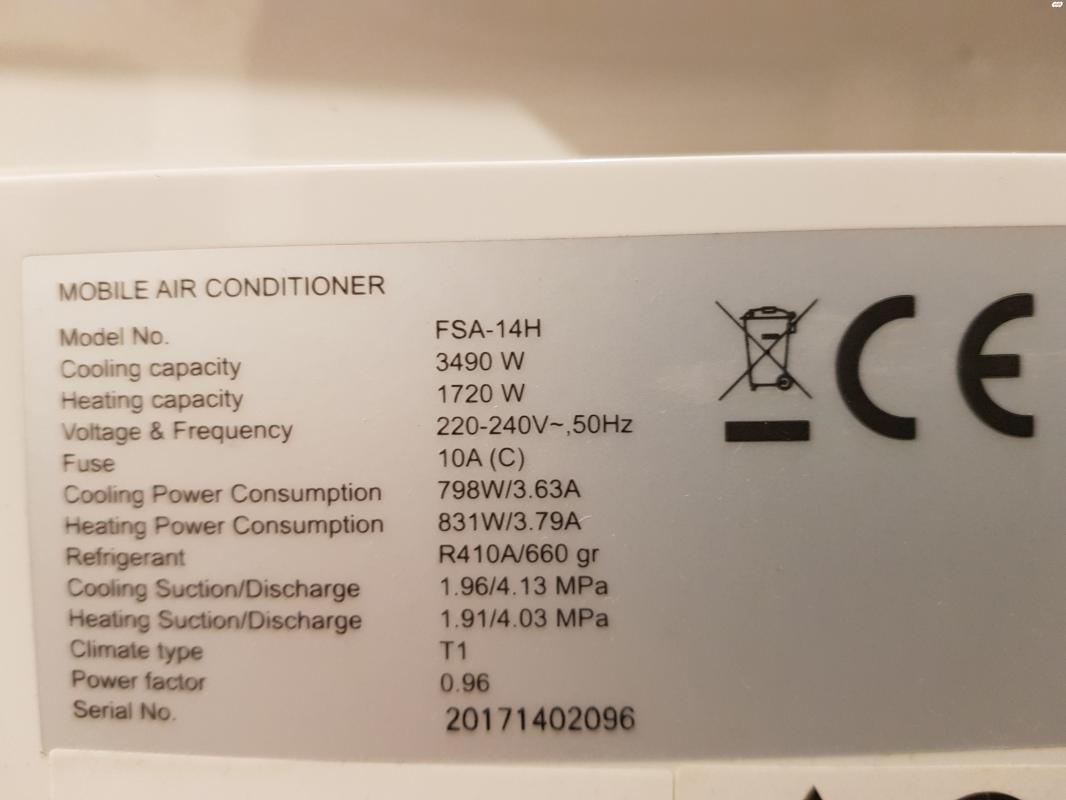 MOBILE AIR CONDITIONER
Model No. FSA-14H
Cooling capacity 3490 W
Heating capacity 1720 W
Voltage & Frequency 220-240V~,50Hz
Fuse 10A (C)
Cooling Power Consumption 798W/3.63A
Heating Power Consumption 831W/3.79A
Refrigerant R410A/660 gr
Cooling Suction/Discharge 1.96/4.13 MPa
Heating Suction/Discharge 1.91/4.03 MPa
Climate type T1
Power factor 0.96
Serial No. 20171402096
CE